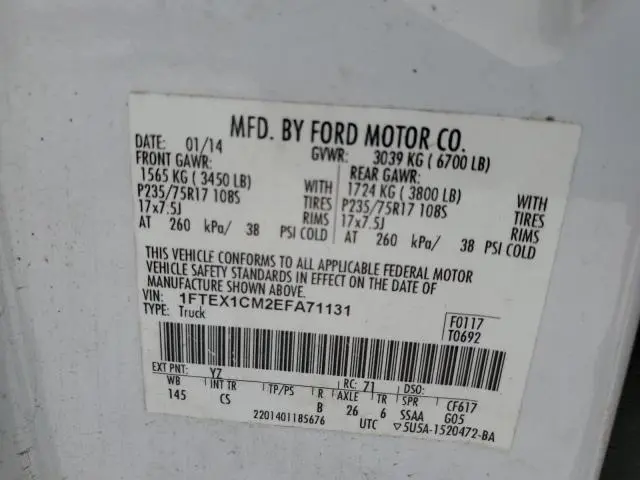 MFD. BY FORD MOTOR CO.
DATE: 01/14 GVWR: 3039 KG ( 6700 LB)
FRONT GAWR: REAR GAWR:
1565 KG ( 3450 LB) WITH 1724 KG ( 3800 LB) WITH
P235/75R17 108S TIRES P235/75R17 108S TIRES
17x7.5J RIMS 17x7.5J RIMS
AT 260 kPa/ 38 PSI COLD AT 260 kPa/ 38 PSI COLD
THIS VEHICLE CONFORMS TO ALL APPLICABLE FEDERAL MOTOR
VEHICLE SAFETY STANDARDS IN EFFECT ON THE DATE OF
MANUFACTURE SHOWN ABOVE.
VIN: 1FTEX1CM2EFA71131
TYPE: Truck
F0117
T0692
EXT PNT: YZ RC: 71 DSO:
WB INT TR TP/PS R AXLE TR SPR CF617
145 CS B 26 6 SSAA G05
2201401185676 UTC ▽5U5A-1520472-BA